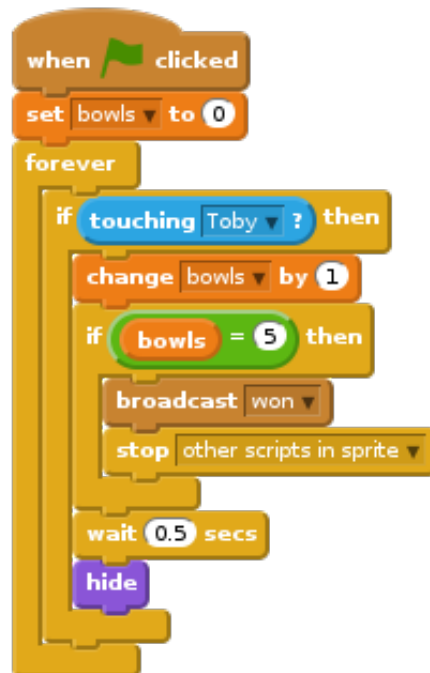 when clicked
set bowls to 0
forever
if touching Toby ? then
change bowls by 1
if bowls = 5 then
broadcast won
stop other scripts in sprite
wait 0.5 secs
hide